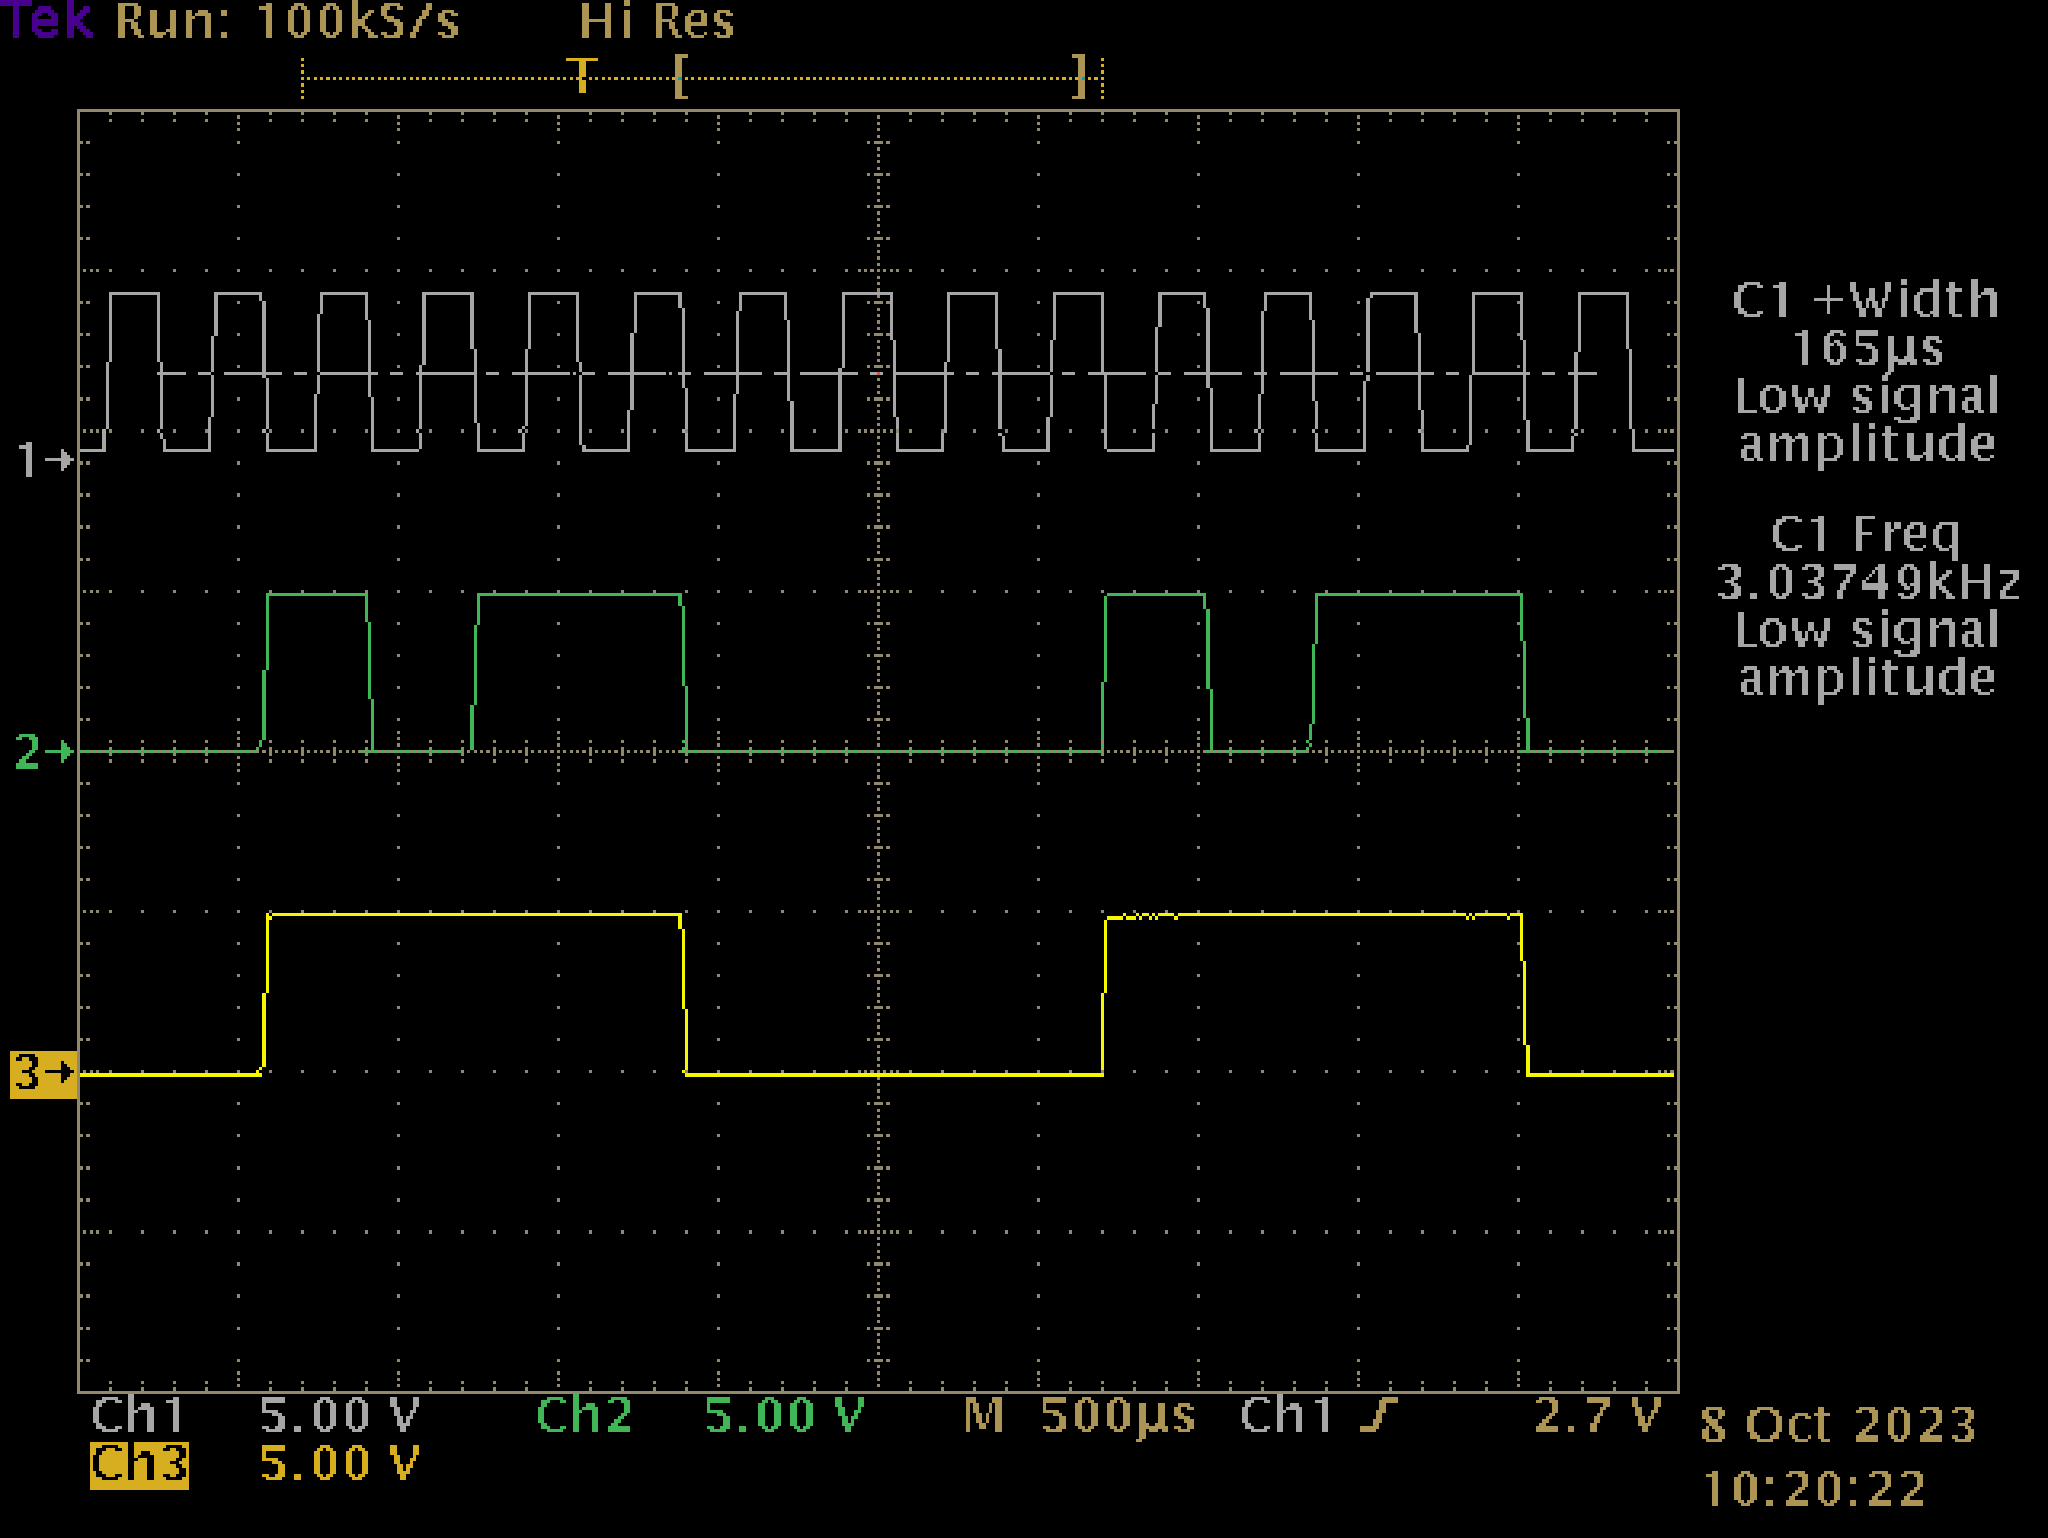 Tek Run: 100kS/s Hi Res
T
C1 +Width
165µs
Low signal
amplitude
1
C1 Freq
3.03749kHz
Low signal
amplitude
2
3
Ch1 5.00 V Ch2 5.00 V M 500µs Ch1 2.7 V
Ch3 5.00 V
8 Oct 2023
10:20:22